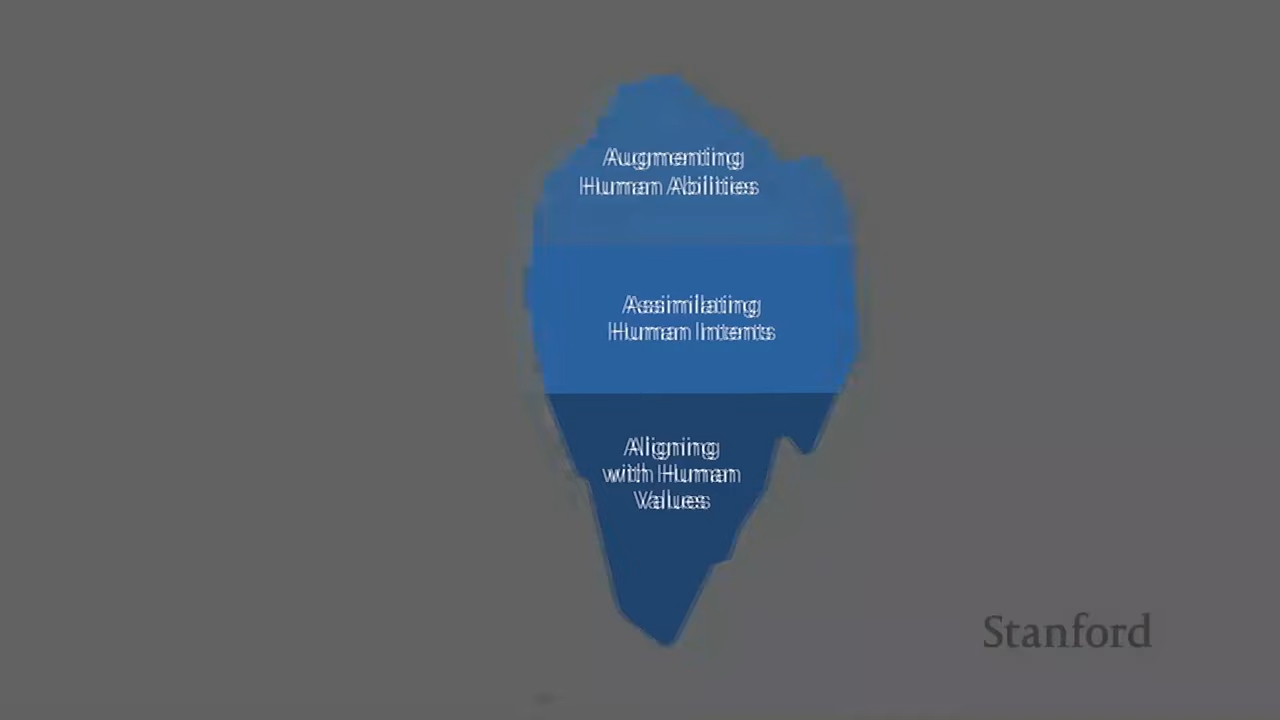 Augmenting
Human Abilities
Assimilating
Human Intents
Aligning
with Human
Values
Stanford